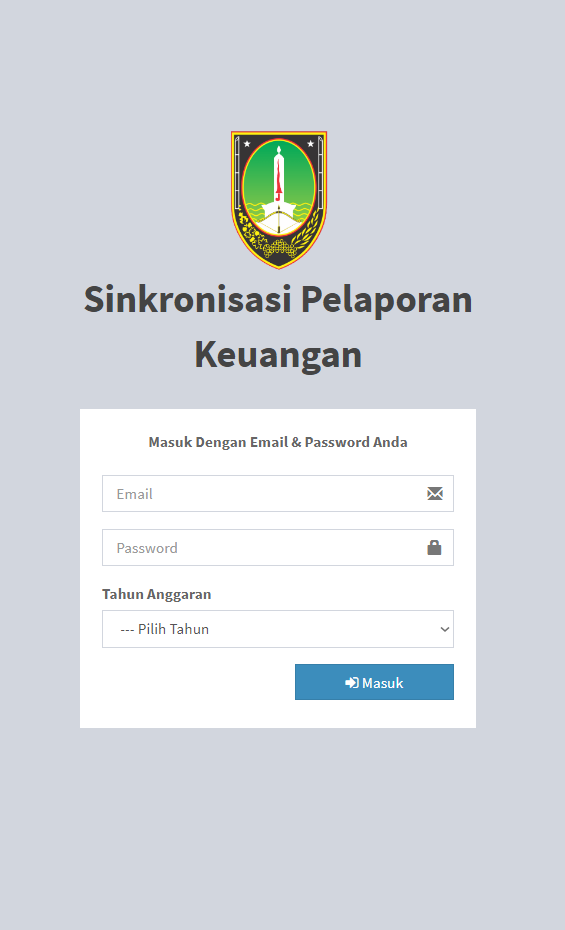 Sinkronisasi Pelaporan
Keuangan
Masuk Dengan Email & Password Anda
Email
Password
Tahun Anggaran
--- Pilih Tahun
Masuk